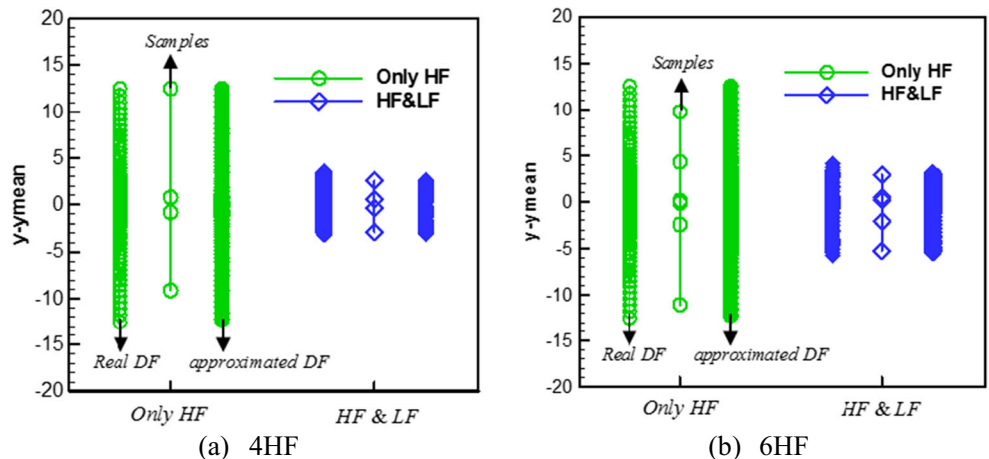 20
15
10
5
0
-5
-10
-15
-20
y-ymean
Samples
Only HF
HF&LF
Real DF
approximated DF
Only HF
HF & LF
(a) 4HF
20
15
10
5
0
-5
-10
-15
-20
y-ymean
Samples
Only HF
HF&LF
Real DF
approximated DF
Only HF
HF & LF
(b) 6HF